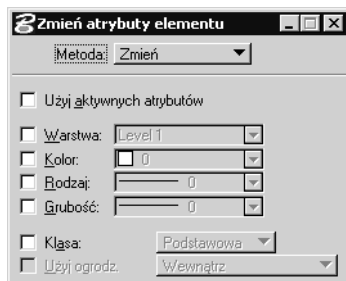 Zmień atrybuty elementu
Metoda: Zmień
Użyj aktywnych atrybutów
Warstwa: Level 1
Kolor: 0
Rodzaj: 0
Grubość: 0
Klasa: Podstawowa
Użyj ogrodz. Wewnątrz